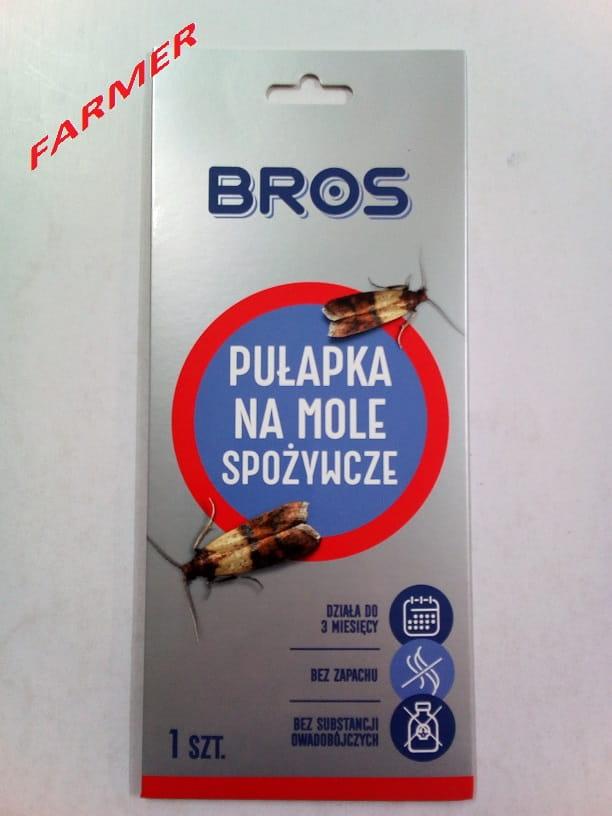 FARMER
BROS
PUŁAPKA
NA MOLE
SPOŻYWCZE
DZIAŁA DO
3 MIESIĘCY
BEZ ZAPACHU
BEZ SUBSTANCJI
OWADOBÓJCZYCH
1 SZT.